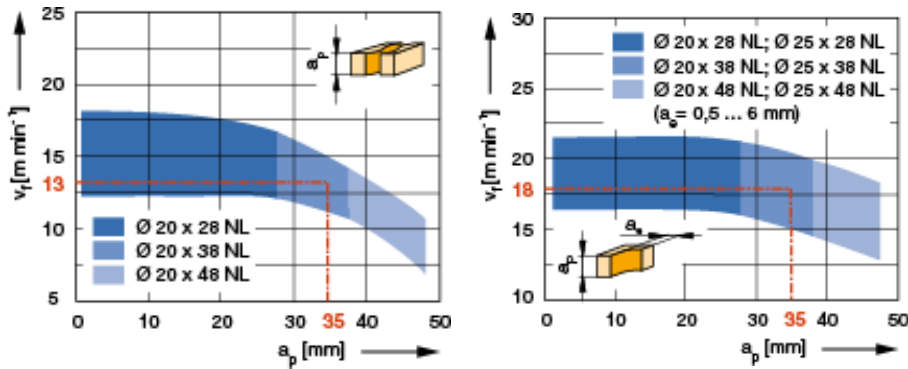 25
20
15
13
10
5
v_f [m min⁻¹]
a_p
Ø 20 x 28 NL
Ø 20 x 38 NL
Ø 20 x 48 NL
0 10 20 30 35 40 50
a_p [mm]
30
25
20
18
15
10
v_f [m min⁻¹]
Ø 20 x 28 NL; Ø 25 x 28 NL
Ø 20 x 38 NL; Ø 25 x 38 NL
Ø 20 x 48 NL; Ø 25 x 48 NL
(a_e = 0,5 ... 6 mm)
a_e
a_p
0 10 20 30 35 40 50
a_p [mm]